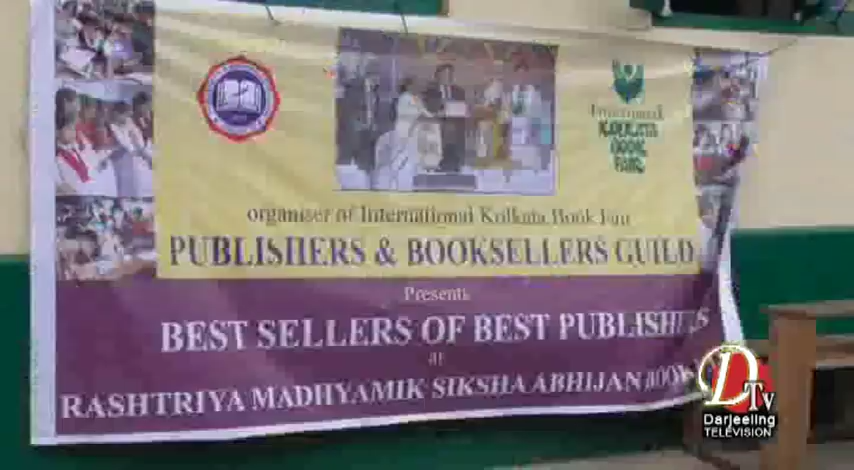 International
KOLKATA
BOOK
FAIR
organiser of International Kolkata Book Fair
PUBLISHERS & BOOKSELLERS GUILD
Presents
BEST SELLERS OF BEST PUBLISHERS
at
RASHTRIYA MADHYAMIK SIKSHA ABHIJAN BOOK
DTv
Darjeeling
TELEVISION